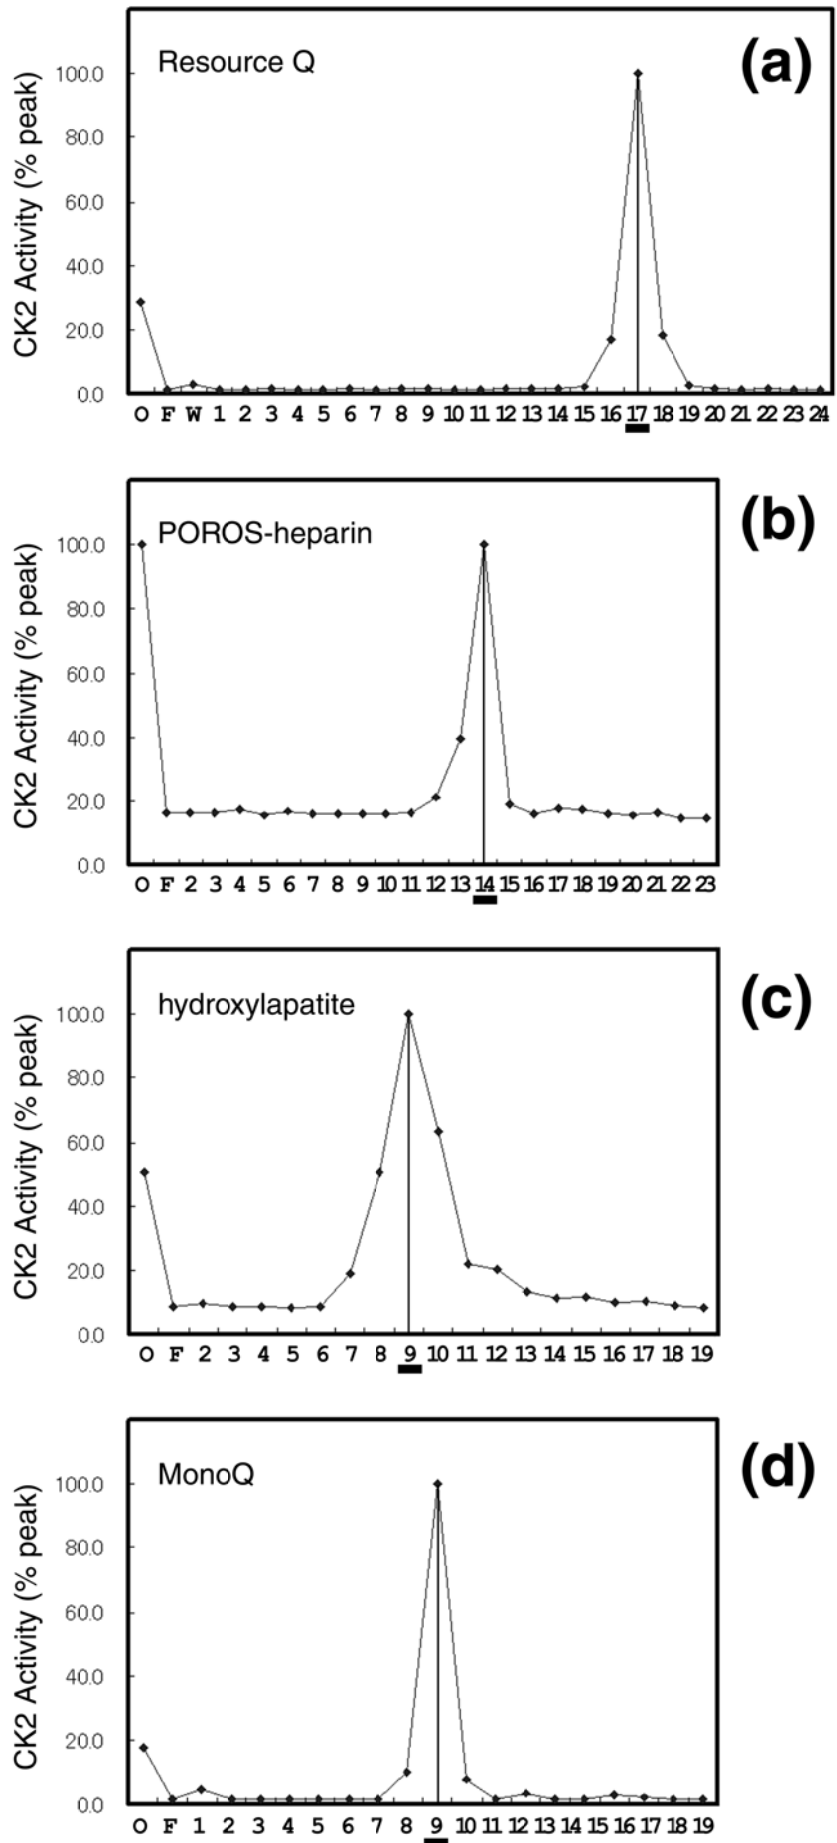 Resource Q
(a)
CK2 Activity (% peak)
100.0
80.0
60.0
40.0
20.0
0.0
O F W 1 2 3 4 5 6 7 8 9 10 11 12 13 14 15 16 17 18 19 20 21 22 23 24
POROS-heparin
(b)
CK2 Activity (% peak)
100.0
80.0
60.0
40.0
20.0
0.0
O F 2 3 4 5 6 7 8 9 10 11 12 13 14 15 16 17 18 19 20 21 22 23
hydroxylapatite
(c)
CK2 Activity (% peak)
100.0
80.0
60.0
40.0
20.0
0.0
O F 2 3 4 5 6 7 8 9 10 11 12 13 14 15 16 17 18 19
MonoQ
(d)
CK2 Activity (% peak)
100.0
80.0
60.0
40.0
20.0
0.0
O F 1 2 3 4 5 6 7 8 9 10 11 12 13 14 15 16 17 18 19